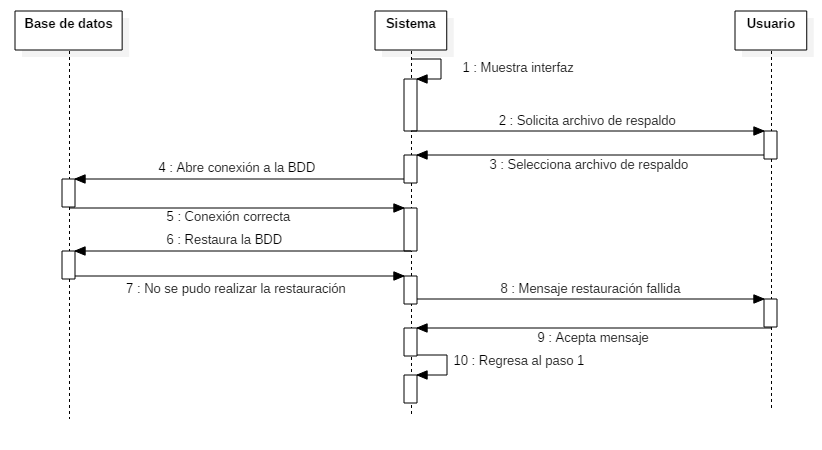 Base de datos
Sistema
Usuario
1 : Muestra interfaz
2 : Solicita archivo de respaldo
3 : Selecciona archivo de respaldo
4 : Abre conexión a la BDD
5 : Conexión correcta
6 : Restaura la BDD
7 : No se pudo realizar la restauración
8 : Mensaje restauración fallida
9 : Acepta mensaje
10 : Regresa al paso 1